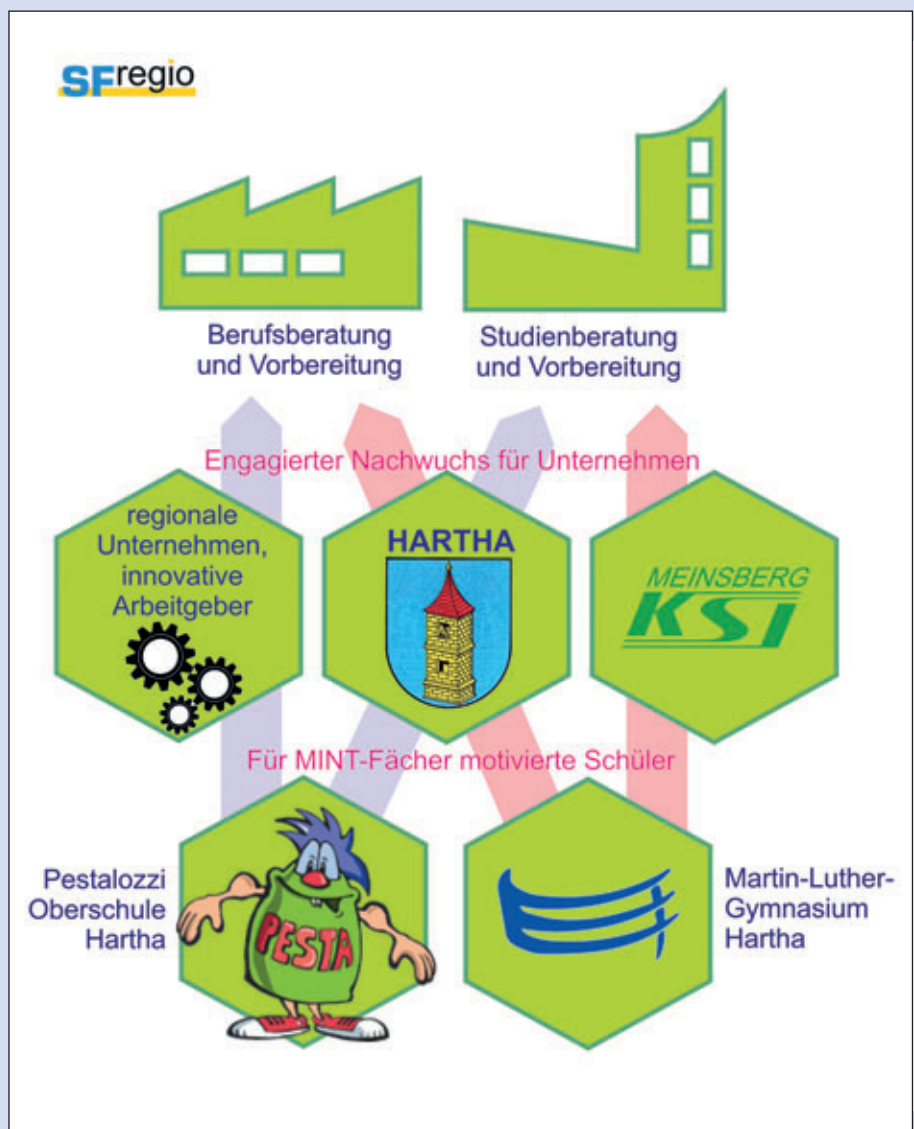 SFregio
Berufsberatung
und Vorbereitung
Studienberatung
und Vorbereitung
Engagierter Nachwuchs für Unternehmen
regionale
Unternehmen,
innovative
Arbeitgeber
HARTHA
MEINSBERG
KSI
Für MINT-Fächer motivierte Schüler
Pestalozzi
Oberschule
Hartha
PESTA
Martin-Luther-
Gymnasium
Hartha